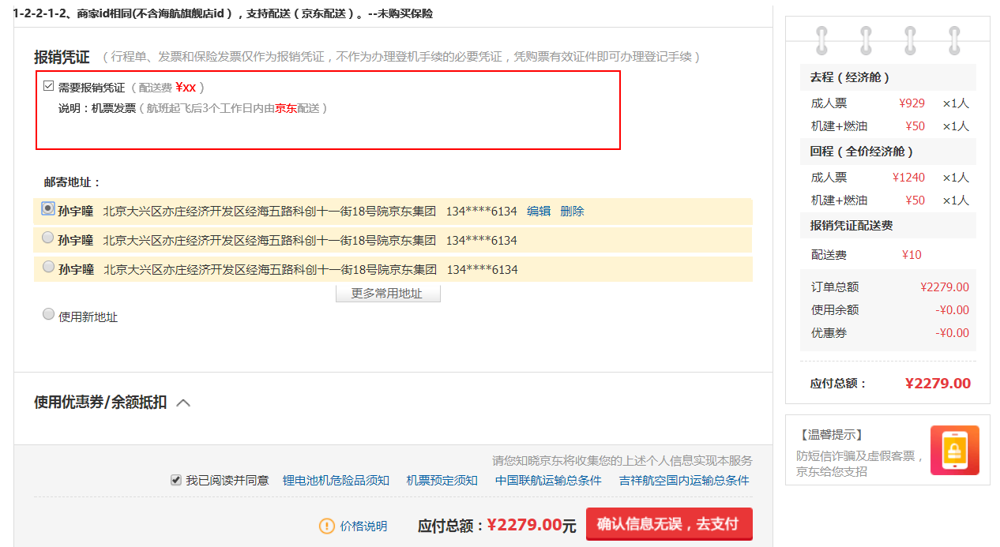 1-2-2-1-2、商家id相同(不含海航旗舰店id），支持配送（京东配送）。--未购买保险
报销凭证 （行程单、发票和保险发票仅作为报销凭证，不作为办理登机手续的必要凭证，凭购票有效证件即可办理登记手续）
需要报销凭证（配送费 ¥xx ）
说明：机票发票（航班起飞后3个工作日内由京东配送）
邮寄地址：
孙宇曈 北京大兴区亦庄经济开发区经海五路科创十一街18号院京东集团 134****6134 编辑 删除
孙宇曈 北京大兴区亦庄经济开发区经海五路科创十一街18号院京东集团 134****6134
孙宇曈 北京大兴区亦庄经济开发区经海五路科创十一街18号院京东集团 134****6134
更多常用地址
使用新地址
使用优惠券/余额抵扣
请您知晓京东将收集您的上述个人信息实现本服务
我已阅读并同意 锂电池机危险品须知 机票预定须知 中国联航运输总条件 吉祥航空国内运输总条件
价格说明 应付总额：¥2279.00元 确认信息无误，去支付
去程（经济舱）
成人票 ¥929 ×1人
机建+燃油 ¥50 ×1人
回程（全价经济舱）
成人票 ¥1240 ×1人
机建+燃油 ¥50 ×1人
报销凭证配送费
配送费 ¥10
订单总额 ¥2279.00
使用余额 -¥0.00
优惠券 -¥0.00
应付总额： ¥2279.00
【温馨提示】
防短信诈骗及虚假客票，
京东给您支招